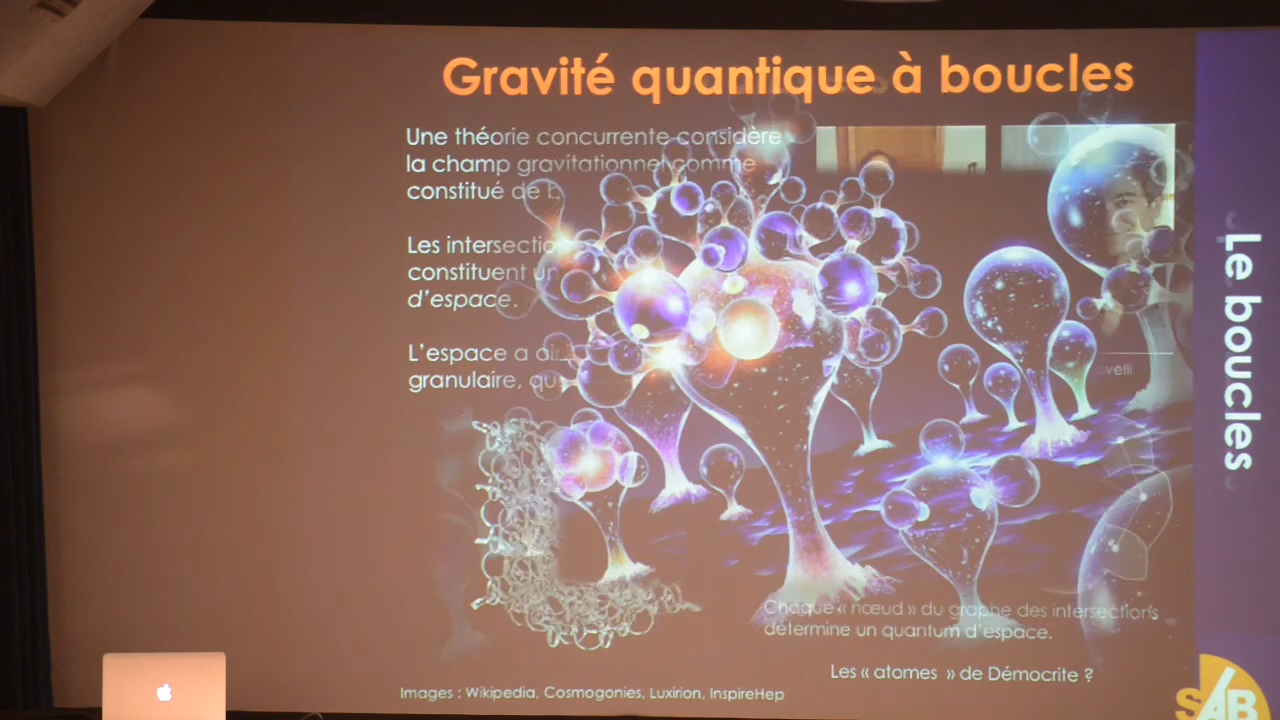 Gravité quantique à boucles
Une théorie concurrente considère
la champ gravitationnel comme
constitué de
Les
constituent
d'espace.
L'espace a
granulaire,
Le boucles
Chaque « nœud » du graphe des intersections
détermine un quantum d'espace.
Les « atomes » de Démocrite ?
Images : Wikipedia, Cosmogonies, Luxirion, InspireHep
SAB